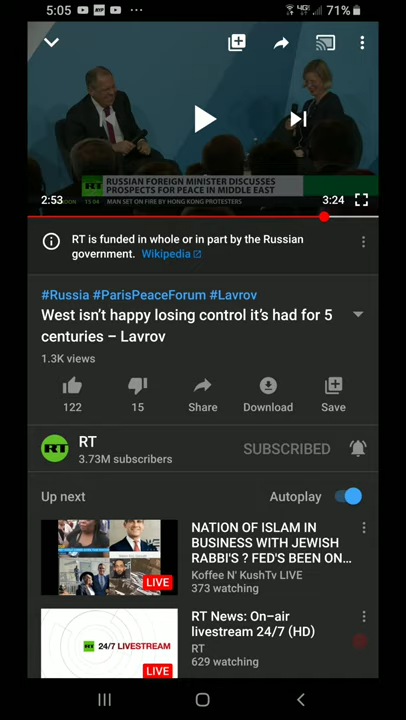 5:05
71%
RT
RUSSIAN FOREIGN MINISTER DISCUSSES
PROSPECTS FOR PEACE IN MIDDLE EAST
MAN SET ON FIRE BY HONG KONG PROTESTERS
2:53
3:24
RT is funded in whole or in part by the Russian
government. Wikipedia
#Russia #ParisPeaceForum #Lavrov
West isn't happy losing control it's had for 5
centuries – Lavrov
1.3K views
122
15
Share
Download
Save
RT
RT
SUBSCRIBED
3.73M subscribers
Up next
Autoplay
NATION OF ISLAM IN
BUSINESS WITH JEWISH
RABBI'S ? FED'S BEEN ON...
Koffee N' KushTv LIVE
373 watching
LIVE
RT News: On–air
livestream 24/7 (HD)
RT
629 watching
RT 24/7 LIVESTREAM
LIVE